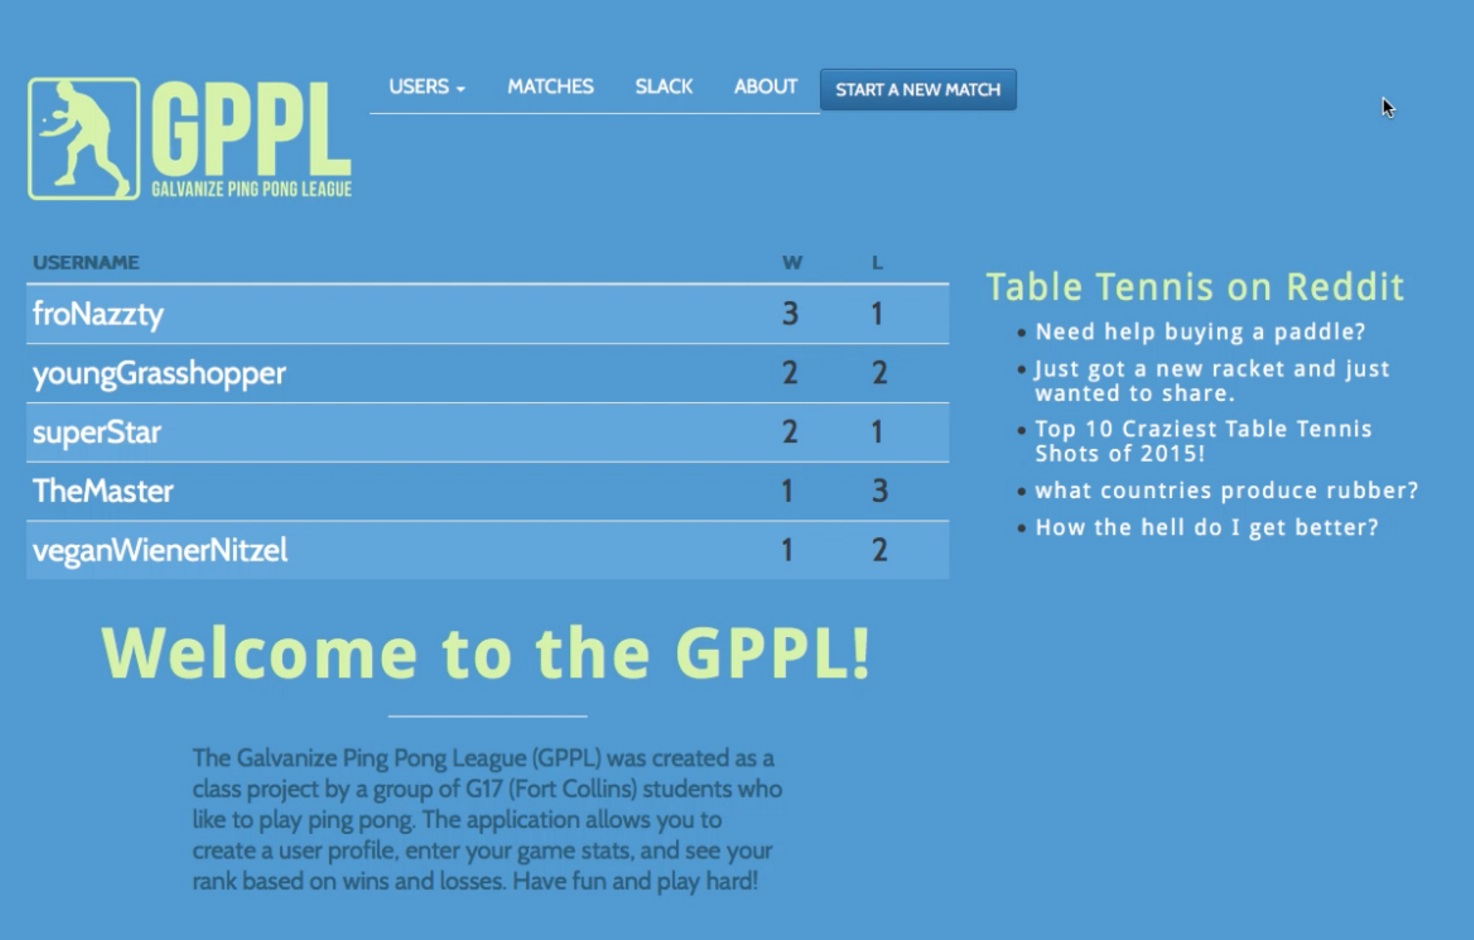 GPPL
GALVANIZE PING PONG LEAGUE
USERS MATCHES SLACK ABOUT START A NEW MATCH
USERNAME W L
froNazzty 3 1
youngGrasshopper 2 2
superStar 2 1
TheMaster 1 3
veganWienerNitzel 1 2
Table Tennis on Reddit
Need help buying a paddle?
Just got a new racket and just
wanted to share.
Top 10 Craziest Table Tennis
Shots of 2015!
what countries produce rubber?
How the hell do I get better?
Welcome to the GPPL!
The Galvanize Ping Pong League (GPPL) was created as a
class project by a group of G17 (Fort Collins) students who
like to play ping pong. The application allows you to
create a user profile, enter your game stats, and see your
rank based on wins and losses. Have fun and play hard!